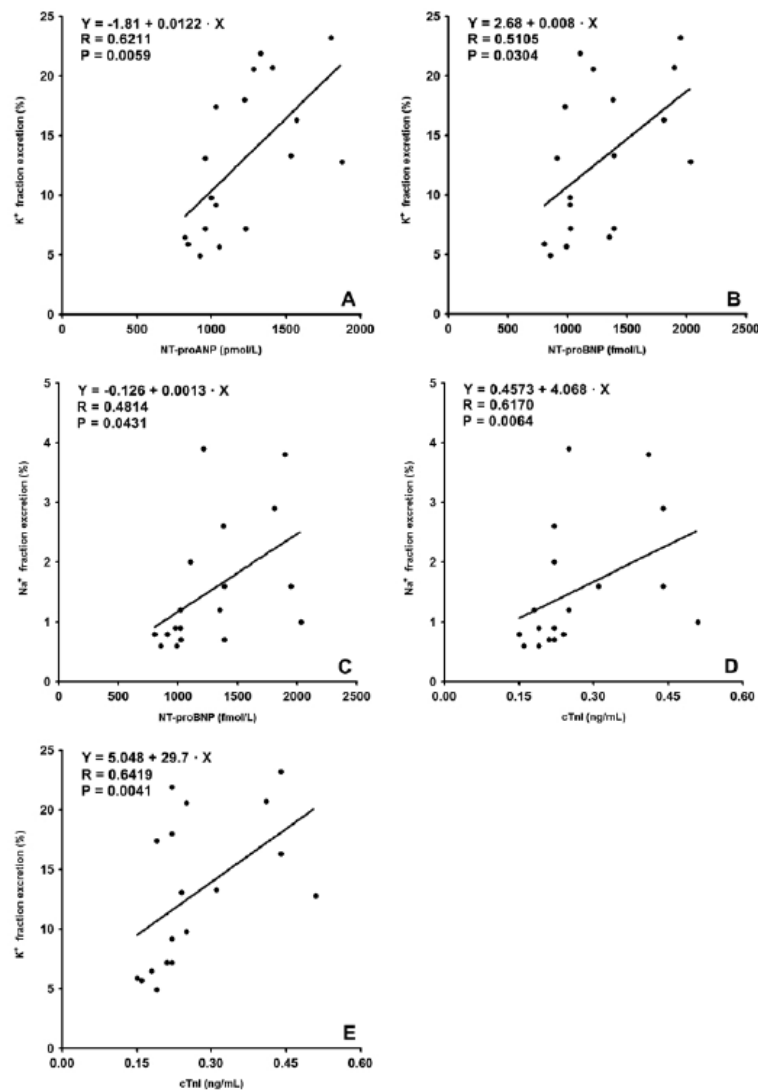 Y = -1.81 + 0.0122 · X
R = 0.6211
P = 0.0059
25
20
15
10
5
0
K+ fraction excretion (%)
A
0 500 1000 1500 2000
NT-proANP (pmol/L)
Y = 2.68 + 0.008 · X
R = 0.5105
P = 0.0304
25
20
15
10
5
0
K+ fraction excretion (%)
B
0 500 1000 1500 2000 2500
NT-proBNP (fmol/L)
Y = -0.126 + 0.0013 · X
R = 0.4814
P = 0.0431
5
4
3
2
1
0
Na+ fraction excretion (%)
C
0 500 1000 1500 2000 2500
NT-proBNP (fmol/L)
Y = 0.4573 + 4.068 · X
R = 0.6170
P = 0.0064
5
4
3
2
1
0
Na+ fraction excretion (%)
D
0.00 0.15 0.30 0.45 0.60
cTnI (ng/mL)
Y = 5.048 + 29.7 · X
R = 0.6419
P = 0.0041
25
20
15
10
5
0
K+ fraction excretion (%)
E
0.00 0.15 0.30 0.45 0.60
cTnI (ng/mL)